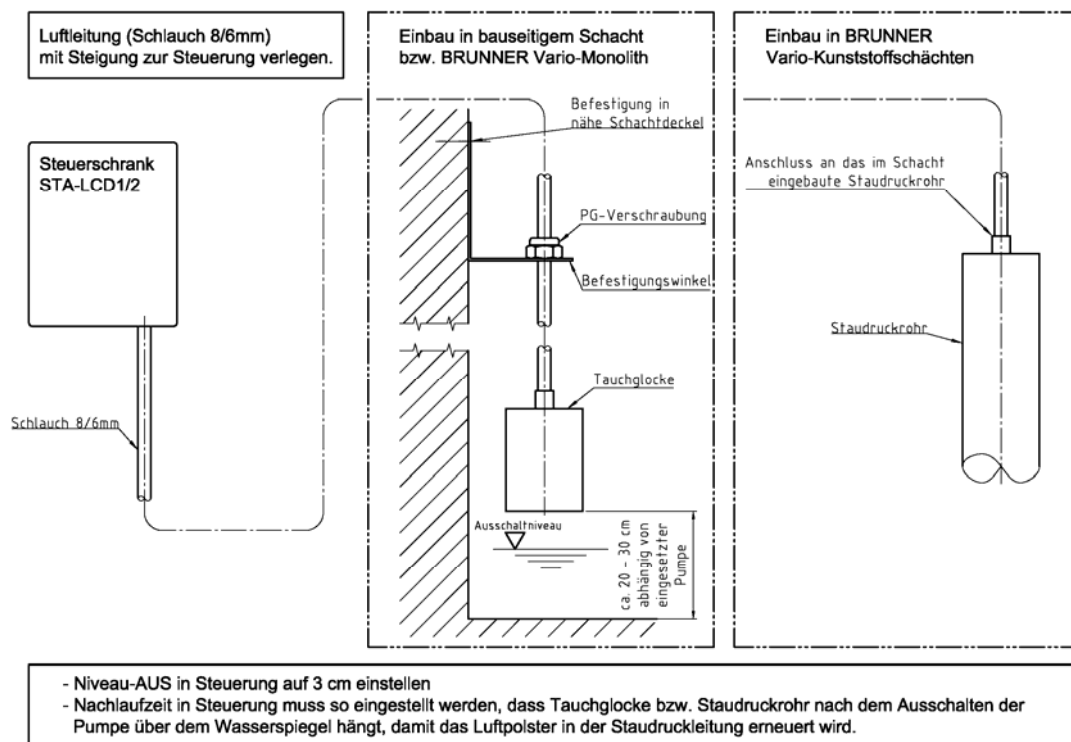 Luftleitung (Schlauch 8/6mm)
mit Steigung zur Steuerung verlegen.
Einbau in bauseitigem Schacht
bzw. BRUNNER Vario-Monolith
Einbau in BRUNNER
Vario-Kunststoffschächten
Befestigung in
nähe Schachtdeckel
Steuerschrank
STA-LCD1/2
Anschluss an das im Schacht
eingebaute Staudruckrohr
PG-Verschraubung
Befestigungswinkel
Staudruckrohr
Tauchglocke
Schlauch 8/6mm
Ausschaltniveau
ca. 20 - 30 cm
abhängig von
eingesetzter
Pumpe
- Niveau-AUS in Steuerung auf 3 cm einstellen
- Nachlaufzeit in Steuerung muss so eingestellt werden, dass Tauchglocke bzw. Staudruckrohr nach dem Ausschalten der
Pumpe über dem Wasserspiegel hängt, damit das Luftpolster in der Staudruckleitung erneuert wird.